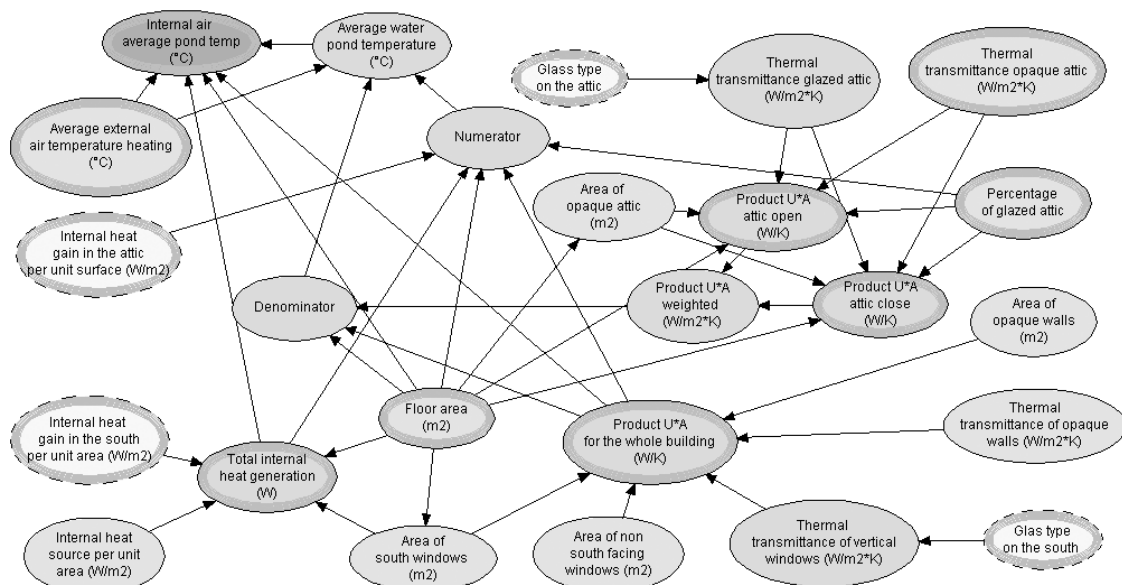 Internal air
average pond temp
(°C)
Average water
pond temperature
(°C)
Glass type
on the attic
Thermal
transmittance glazed attic
(W/m2*K)
Thermal
transmittance opaque attic
(W/m2*K)
Average external
air temperature heating
(°C)
Numerator
Area of
opaque attic
(m2)
Product U*A
attic open
(W/K)
Percentage
of glazed attic
Internal heat
gain in the attic
per unit surface (W/m2)
Denominator
Product U*A
weighted
(W/m2*K)
Product U*A
attic close
(W/K)
Area of
opaque walls
(m2)
Internal heat
gain in the south
per unit area (W/m2)
Floor area
(m2)
Product U*A
for the whole building
(W/K)
Thermal
transmittance of opaque
walls (W/m2*K)
Total internal
heat generation
(W)
Internal heat
source per unit
area (W/m2)
Area of
south windows
(m2)
Area of non
south facing
windows (m2)
Thermal
transmittance of vertical
windows (W/m2*K)
Glas type
on the south